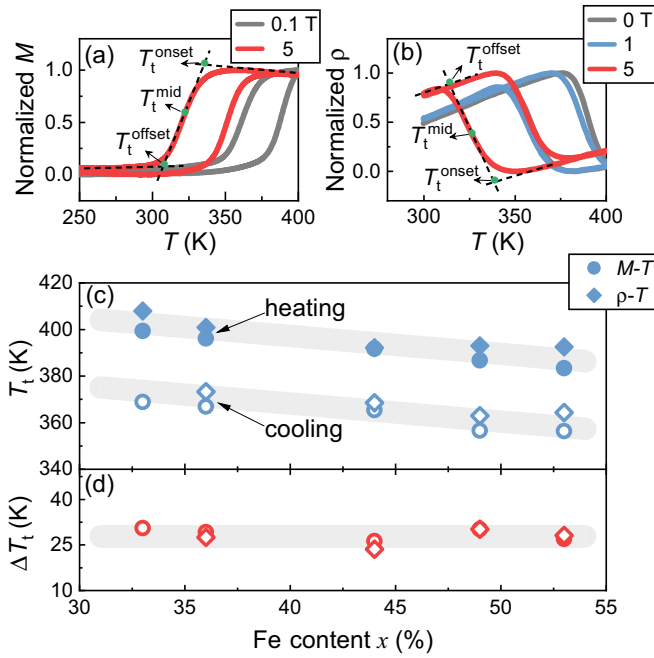 (a)
0.1 T
5
T_t^onset
T_t^mid
T_t^offset
Normalized M
1.0
0.5
0.0
250 300 350 400
T (K)
(b)
0 T
1
5
T_t^offset
T_t^mid
T_t^onset
Normalized ρ
1.0
0.5
0.0
300 350 400
T (K)
M-T
ρ-T
(c)
heating
cooling
T_t (K)
420
400
380
360
340
(d)
ΔT_t (K)
40
25
10
30 35 40 45 50 55
Fe content x (%)